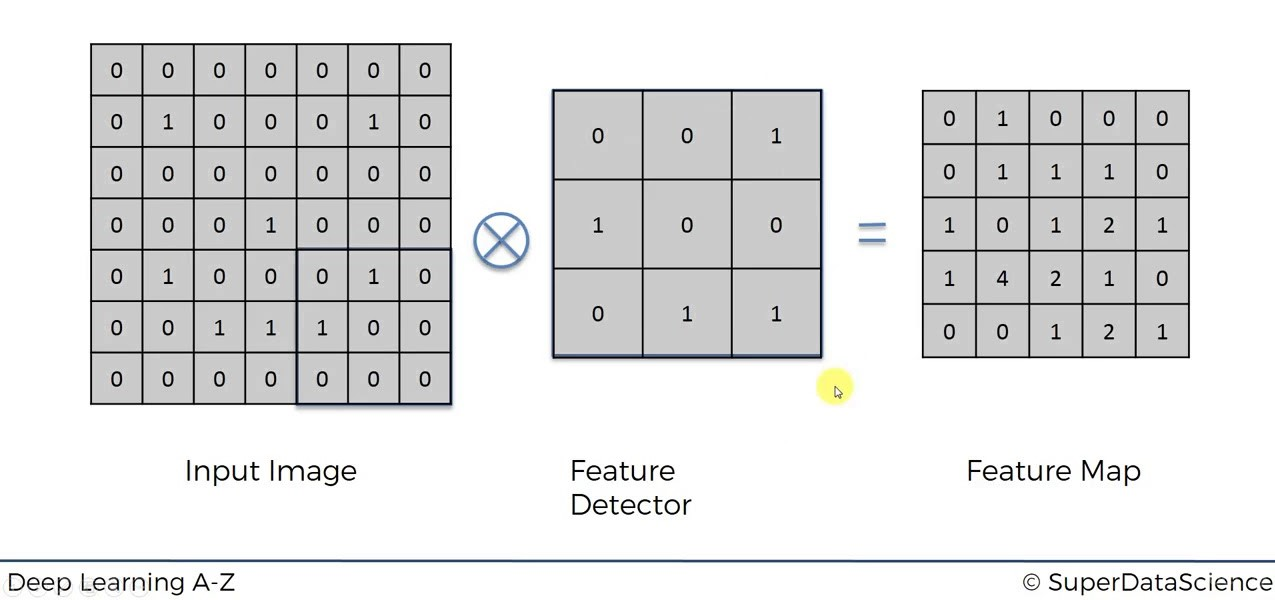 0 0 0 0 0 0 0
0 1 0 0 0 1 0
0 0 0 0 0 0 0
0 0 0 1 0 0 0
0 1 0 0 0 1 0
0 0 1 1 1 0 0
0 0 0 0 0 0 0
Input Image
0 0 1
1 0 0
0 1 1
Feature
Detector
=
0 1 0 0 0
0 1 1 1 0
1 0 1 2 1
1 4 2 1 0
0 0 1 2 1
Feature Map
Deep Learning A-Z
© SuperDataScience